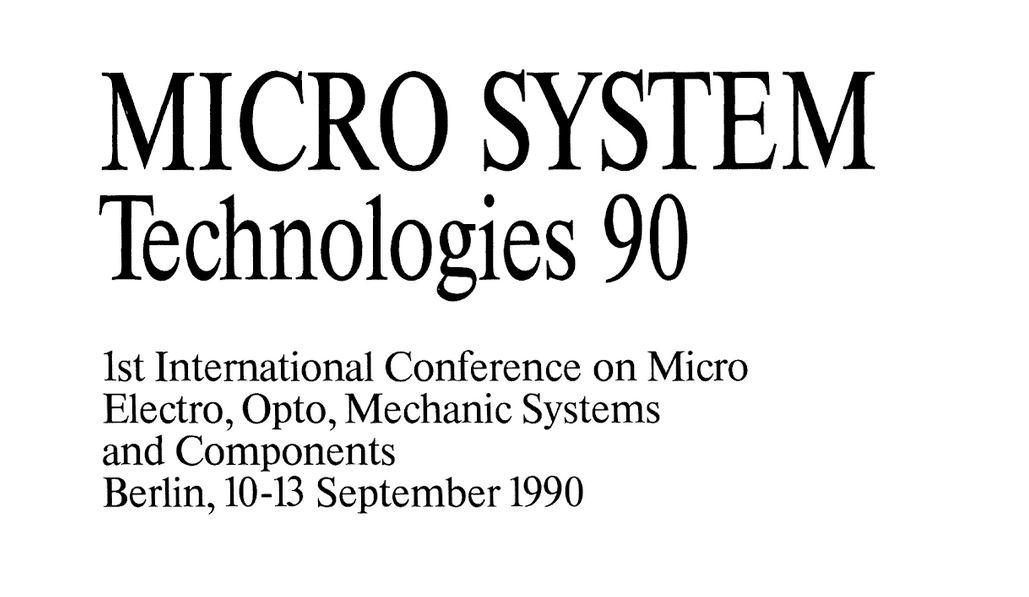 MICRO SYSTEM
Technologies 90
1st International Conference on Micro
Electro, Opto, Mechanic Systems
and Components
Berlin, 10-13 September 1990